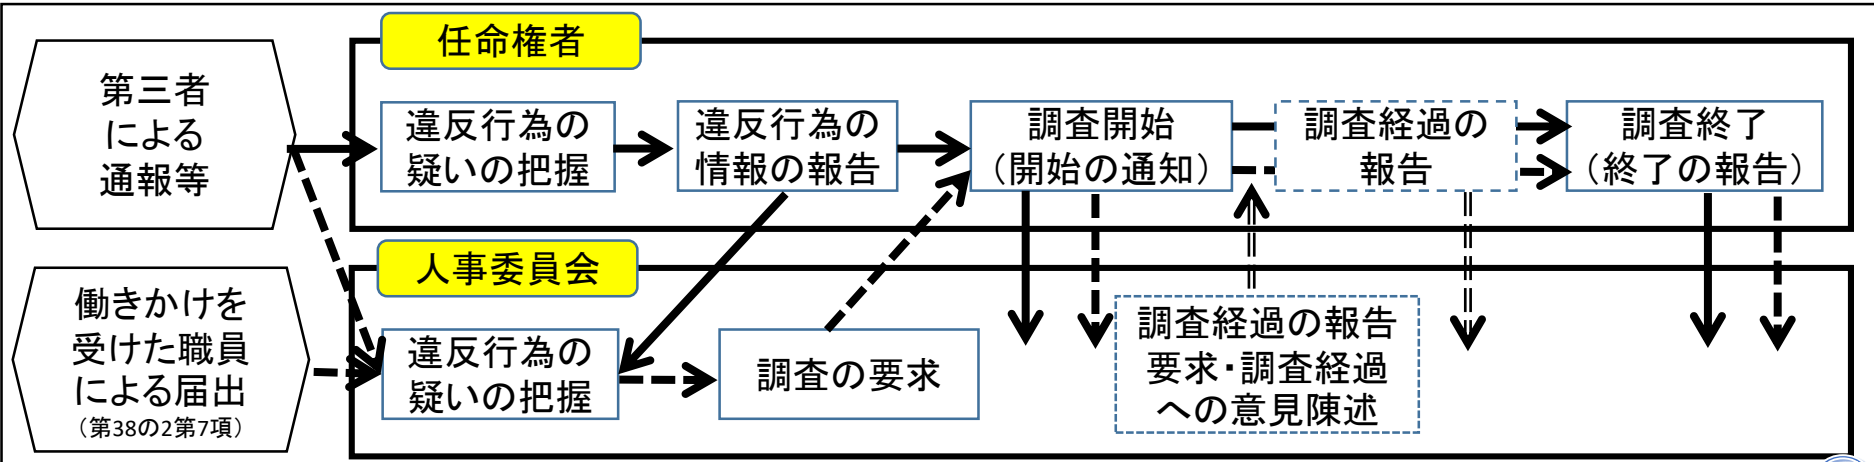 任命権者
第三者
による
通報等
違反行為の
疑いの把握
違反行為の
情報の報告
調査開始
（開始の通知）
調査経過の
報告
調査終了
（終了の報告）
人事委員会
働きかけを
受けた職員
による届出
（第38の2第7項）
違反行為の
疑いの把握
調査の要求
調査経過の報告
要求・調査経過
への意見陳述